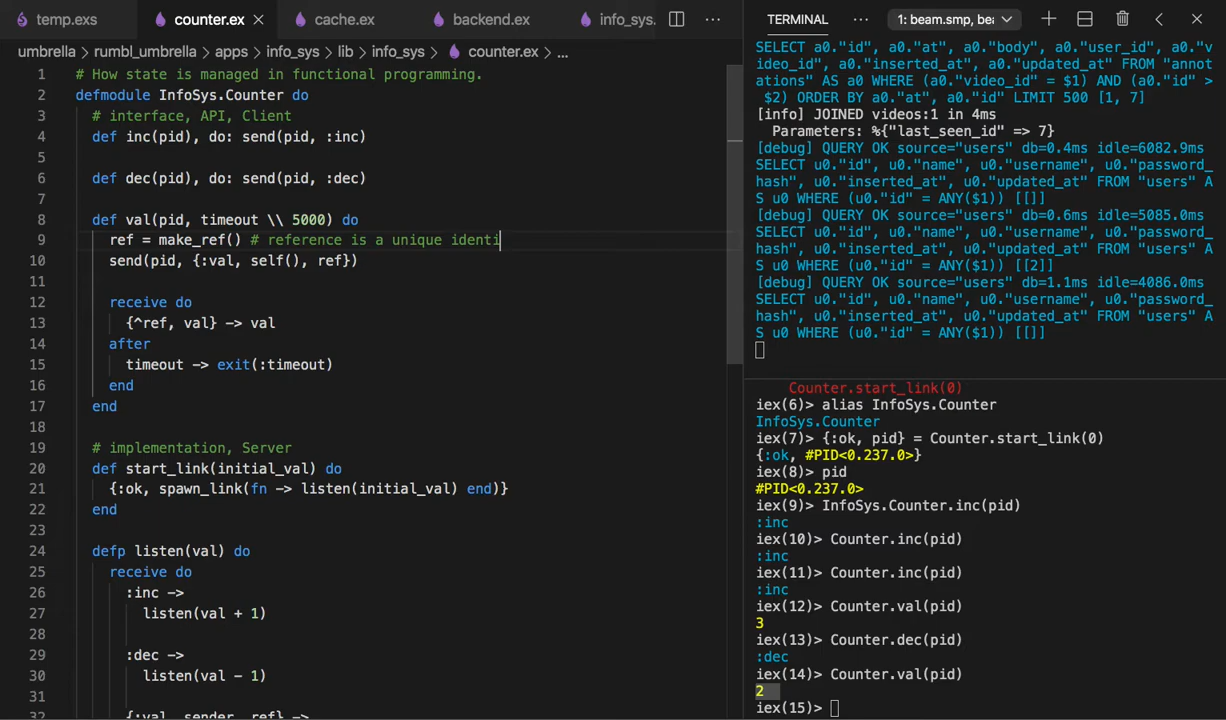 temp.exs
counter.ex
cache.ex
backend.ex
info_sys.
umbrella > rumbl_umbrella > apps > info_sys > lib > info_sys > counter.ex > ...
1 # How state is managed in functional programming.
2 defmodule InfoSys.Counter do
3 # interface, API, Client
4 def inc(pid), do: send(pid, :inc)
5
6 def dec(pid), do: send(pid, :dec)
7
8 def val(pid, timeout \\ 5000) do
9 ref = make_ref() # reference is a unique identi
10 send(pid, {:val, self(), ref})
11
12 receive do
13 {^ref, val} -> val
14 after
15 timeout -> exit(:timeout)
16 end
17 end
18
19 # implementation, Server
20 def start_link(initial_val) do
21 {:ok, spawn_link(fn -> listen(initial_val) end)}
22 end
23
24 defp listen(val) do
25 receive do
26 :inc ->
27 listen(val + 1)
28
29 :dec ->
30 listen(val - 1)
31
32 {:val, sender, ref} ->
TERMINAL ... 1: beam.smp, bea
SELECT a0."id", a0."at", a0."body", a0."user_id", a0."v
ideo_id", a0."inserted_at", a0."updated_at" FROM "annot
ations" AS a0 WHERE (a0."video_id" = $1) AND (a0."id" >
$2) ORDER BY a0."at", a0."id" LIMIT 500 [1, 7]
[info] JOINED videos:1 in 4ms
Parameters: %{"last_seen_id" => 7}
[debug] QUERY OK source="users" db=0.4ms idle=6082.9ms
SELECT u0."id", u0."name", u0."username", u0."password_
hash", u0."inserted_at", u0."updated_at" FROM "users" A
S u0 WHERE (u0."id" = ANY($1)) [[]]
[debug] QUERY OK source="users" db=0.6ms idle=5085.0ms
SELECT u0."id", u0."name", u0."username", u0."password_
hash", u0."inserted_at", u0."updated_at" FROM "users" A
S u0 WHERE (u0."id" = ANY($1)) [[2]]
[debug] QUERY OK source="users" db=1.1ms idle=4086.0ms
SELECT u0."id", u0."name", u0."username", u0."password_
hash", u0."inserted_at", u0."updated_at" FROM "users" A
S u0 WHERE (u0."id" = ANY($1)) [[]]
Counter.start_link(0)
iex(6)> alias InfoSys.Counter
InfoSys.Counter
iex(7)> {:ok, pid} = Counter.start_link(0)
{:ok, #PID<0.237.0>}
iex(8)> pid
#PID<0.237.0>
iex(9)> InfoSys.Counter.inc(pid)
:inc
iex(10)> Counter.inc(pid)
:inc
iex(11)> Counter.inc(pid)
:inc
iex(12)> Counter.val(pid)
3
iex(13)> Counter.dec(pid)
:dec
iex(14)> Counter.val(pid)
2
iex(15)>